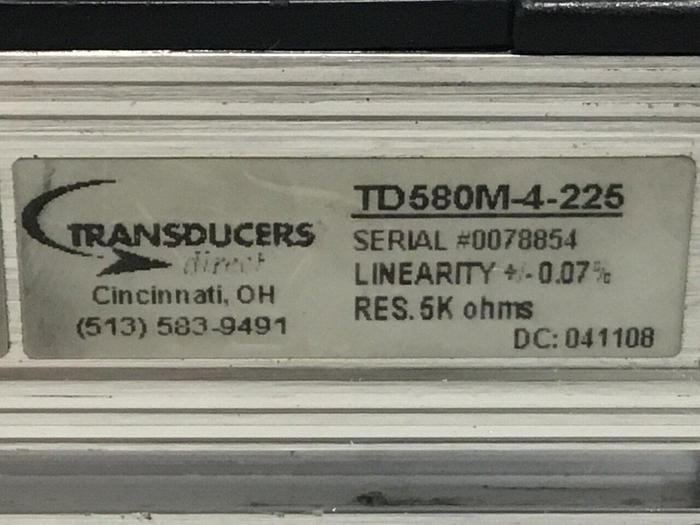 TRANSDUCERS
direct
Cincinnati, OH
(513) 583-9491
TD580M-4-225
SERIAL #0078854
LINEARITY +/- 0.07%
RES. 5K ohms
DC: 041108